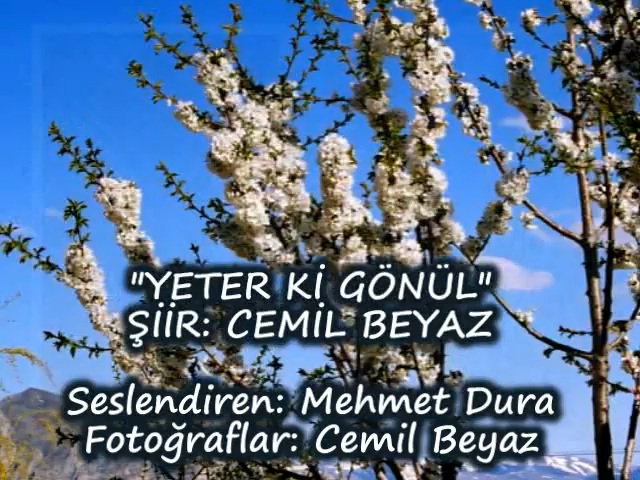 "YETER Kİ GÖNÜL"
ŞİİR: CEMİL BEYAZ
Seslendiren: Mehmet Dura
Fotoğraflar: Cemil Beyaz